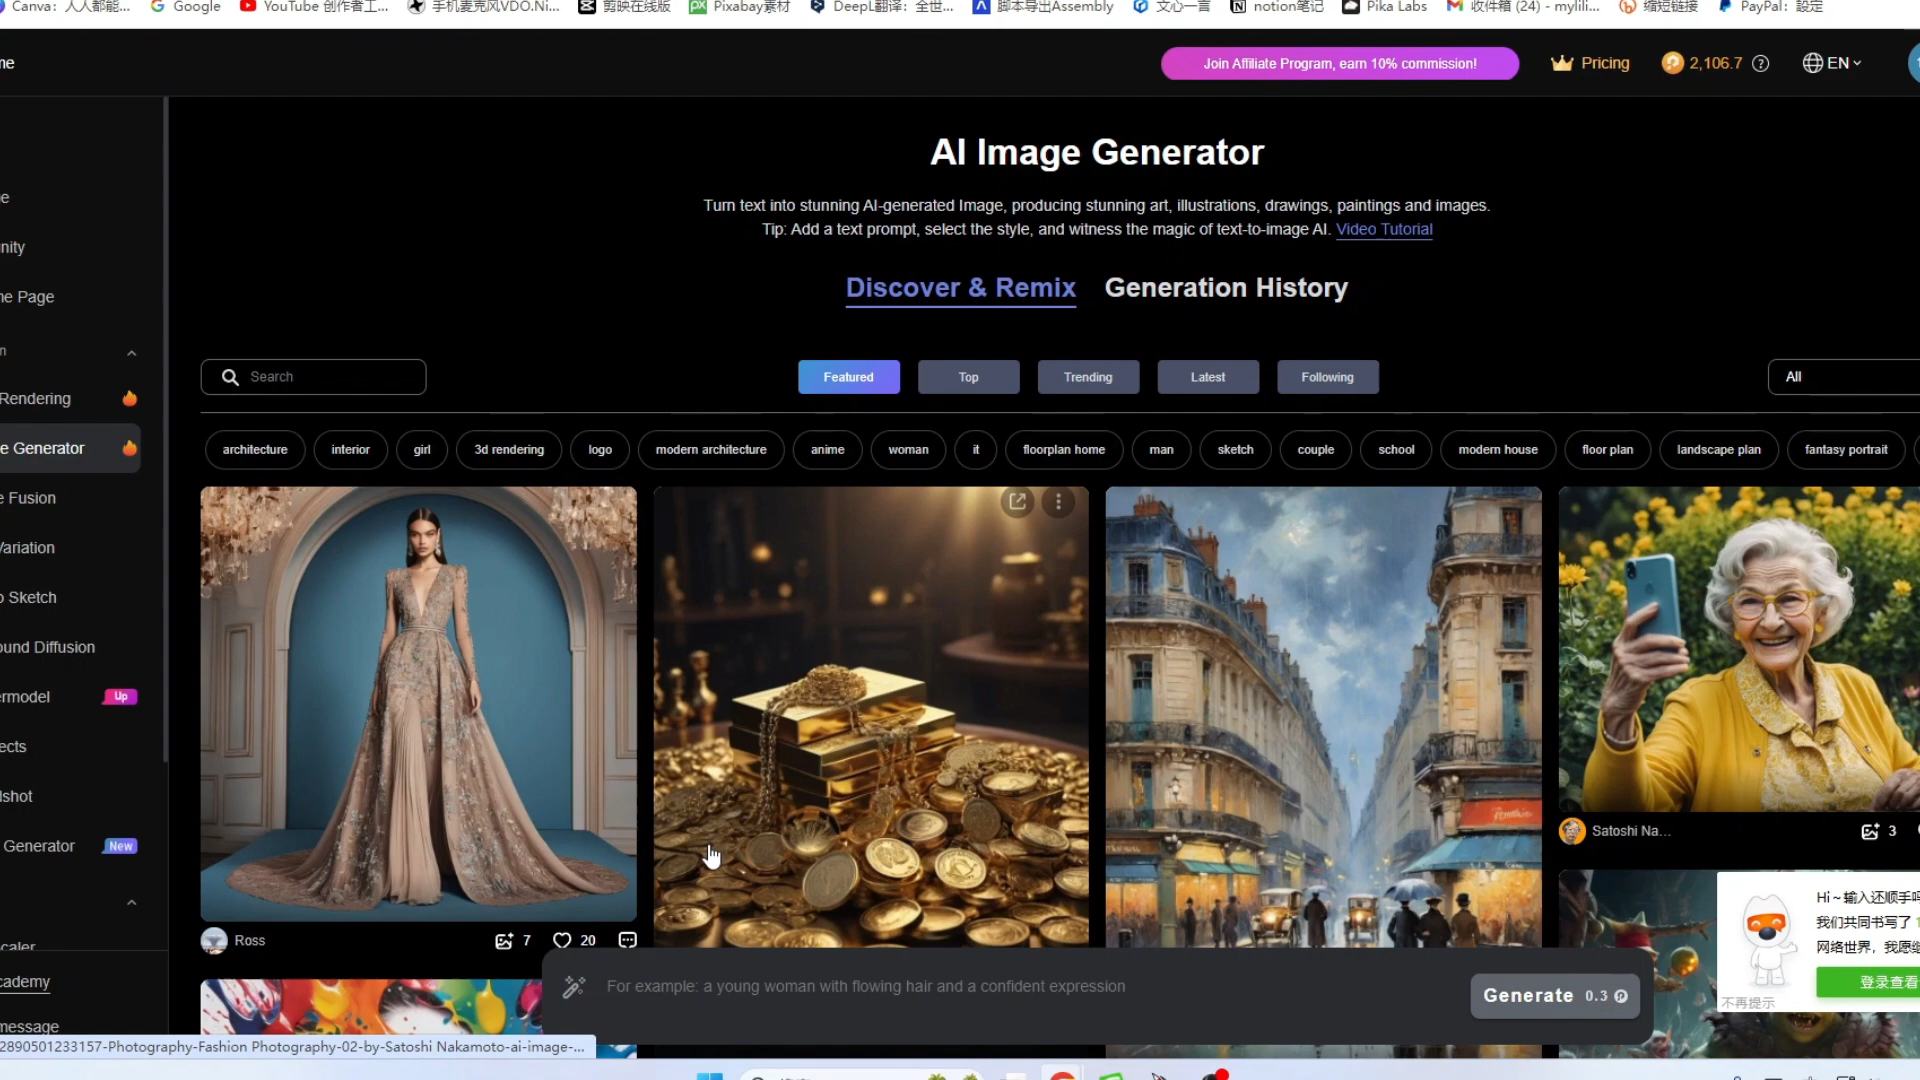 Canva：人人都能...
Google
YouTube 创作者工...
手机麦克风VDO.Ni...
剪映在线版
Pixabay素材
DeepL翻译：全世...
脚本导出Assembly
文心一言
notion笔记
Pika Labs
收件箱 (24) - mylili...
缩短链接
PayPal：設定
me
Join Affiliate Program, earn 10% commission!
Pricing
2,106.7
EN
AI Image Generator
Turn text into stunning AI-generated Image, producing stunning art, illustrations, drawings, paintings and images.
Tip: Add a text prompt, select the style, and witness the magic of text-to-image AI. Video Tutorial
Discover & Remix
Generation History
Search
Featured
Top
Trending
Latest
Following
All
architecture
interior
girl
3d rendering
logo
modern architecture
anime
woman
it
floorplan home
man
sketch
couple
school
modern house
floor plan
landscape plan
fantasy portrait
e
nity
me Page
n
Rendering
e Generator
e Fusion
Variation
o Sketch
ound Diffusion
ermodel
Up
ects
dshot
Generator
New
scaler
cademy
message
Ross
7
20
Satoshi Na...
3
For example: a young woman with flowing hair and a confident expression
Generate 0.3
Hi～输入还顺手吗
我们共同书写了 1
网络世界，我愿继
登录查看
不再提示
2890501233157-Photography-Fashion Photography-02-by-Satoshi Nakamoto-ai-image-...